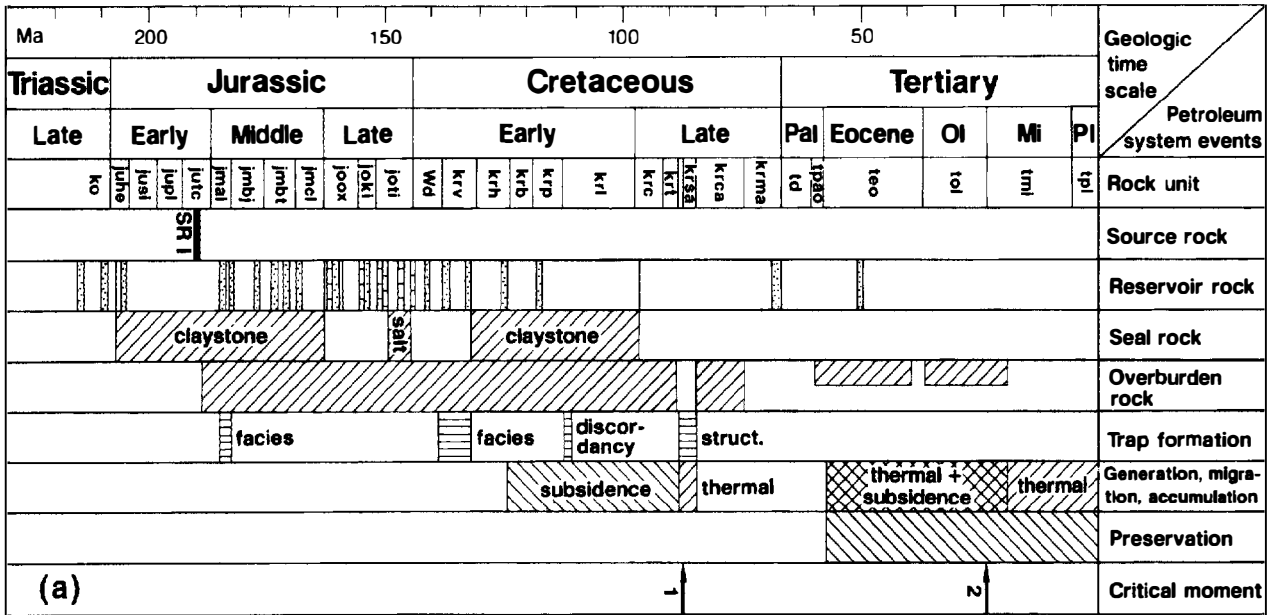 Ma 200 150 100 50
Geologic
time
scale
Petroleum
system events
Triassic Jurassic Cretaceous Tertiary
Late Early Middle Late Early Late Pal Eocene Ol Mi Pl
ko juhe jusi jupl jutc jmal jmbj jmbt jmcl joox joki joti Wd krv krh krb krp krl krc krt krsa krca krma td tpao teo tol tmi tpl Rock unit
SR I Source rock
Reservoir rock
claystone salt claystone Seal rock
Overburden
rock
facies facies discor-
dancy struct. Trap formation
subsidence thermal thermal +
subsidence thermal Generation, migra-
tion, accumulation
Preservation
(a) 1 2 Critical moment